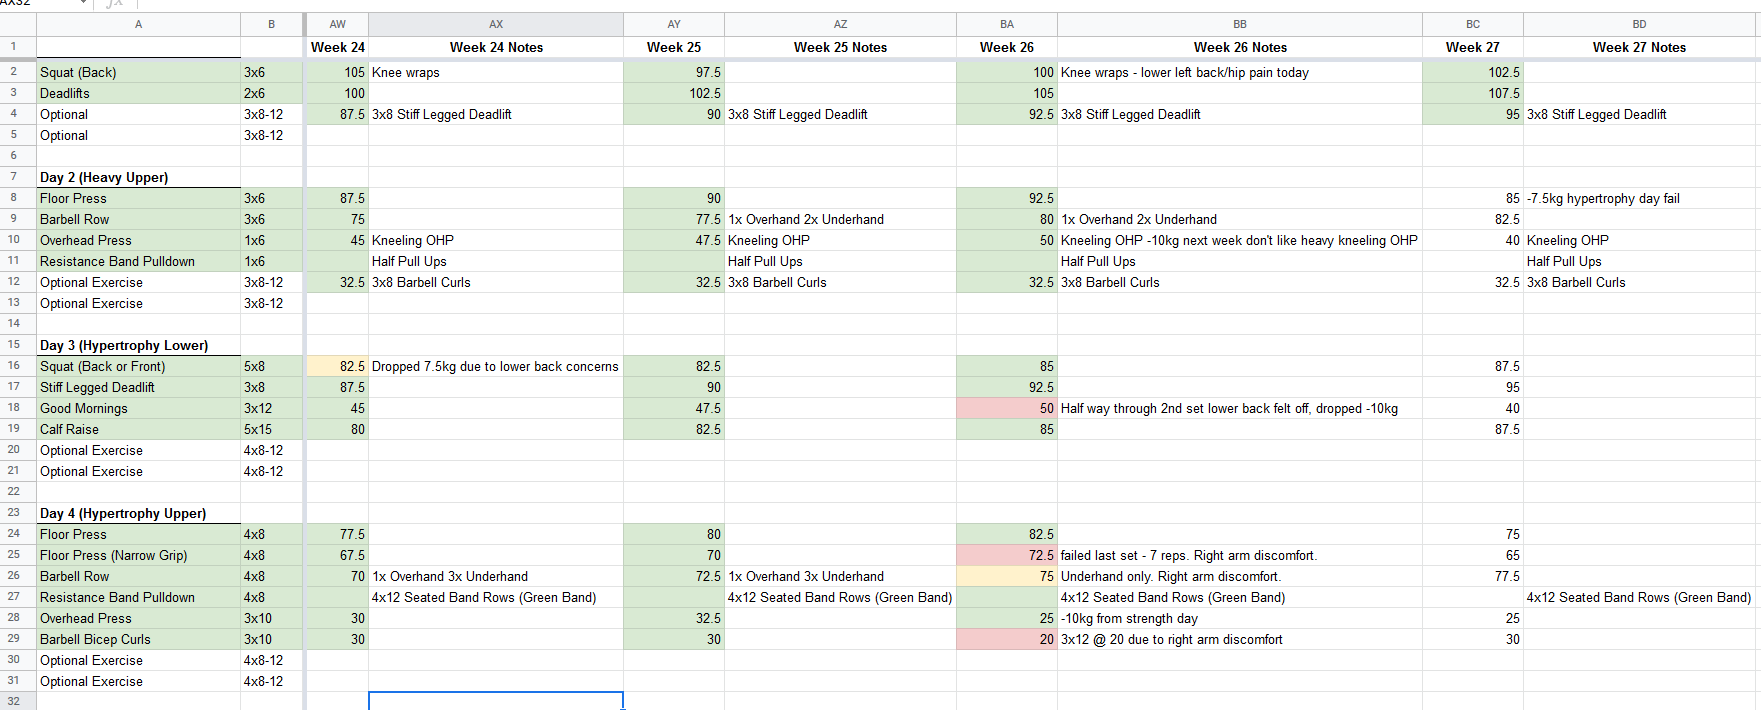 AX32 fx
A B AW AX AY AZ BA BB BC BD
1 Week 24 Week 24 Notes Week 25 Week 25 Notes Week 26 Week 26 Notes Week 27 Week 27 Notes
2 Squat (Back) 3x6 105 Knee wraps 97.5 100 Knee wraps - lower left back/hip pain today 102.5
3 Deadlifts 2x6 100 102.5 105 107.5
4 Optional 3x8-12 87.5 3x8 Stiff Legged Deadlift 90 3x8 Stiff Legged Deadlift 92.5 3x8 Stiff Legged Deadlift 95 3x8 Stiff Legged Deadlift
5 Optional 3x8-12
6
7 Day 2 (Heavy Upper)
8 Floor Press 3x6 87.5 90 92.5 85 -7.5kg hypertrophy day fail
9 Barbell Row 3x6 75 77.5 1x Overhand 2x Underhand 80 1x Overhand 2x Underhand 82.5
10 Overhead Press 1x6 45 Kneeling OHP 47.5 Kneeling OHP 50 Kneeling OHP -10kg next week don't like heavy kneeling OHP 40 Kneeling OHP
11 Resistance Band Pulldown 1x6 Half Pull Ups Half Pull Ups Half Pull Ups Half Pull Ups
12 Optional Exercise 3x8-12 32.5 3x8 Barbell Curls 32.5 3x8 Barbell Curls 32.5 3x8 Barbell Curls 32.5 3x8 Barbell Curls
13 Optional Exercise 3x8-12
14
15 Day 3 (Hypertrophy Lower)
16 Squat (Back or Front) 5x8 82.5 Dropped 7.5kg due to lower back concerns 82.5 85 87.5
17 Stiff Legged Deadlift 3x8 87.5 90 92.5 95
18 Good Mornings 3x12 45 47.5 50 Half way through 2nd set lower back felt off, dropped -10kg 40
19 Calf Raise 5x15 80 82.5 85 87.5
20 Optional Exercise 4x8-12
21 Optional Exercise 4x8-12
22
23 Day 4 (Hypertrophy Upper)
24 Floor Press 4x8 77.5 80 82.5 75
25 Floor Press (Narrow Grip) 4x8 67.5 70 72.5 failed last set - 7 reps. Right arm discomfort. 65
26 Barbell Row 4x8 70 1x Overhand 3x Underhand 72.5 1x Overhand 3x Underhand 75 Underhand only. Right arm discomfort. 77.5
27 Resistance Band Pulldown 4x8 4x12 Seated Band Rows (Green Band) 4x12 Seated Band Rows (Green Band) 4x12 Seated Band Rows (Green Band) 4x12 Seated Band Rows (Green Band)
28 Overhead Press 3x10 30 32.5 25 -10kg from strength day 25
29 Barbell Bicep Curls 3x10 30 30 20 3x12 @ 20 due to right arm discomfort 30
30 Optional Exercise 4x8-12
31 Optional Exercise 4x8-12
32